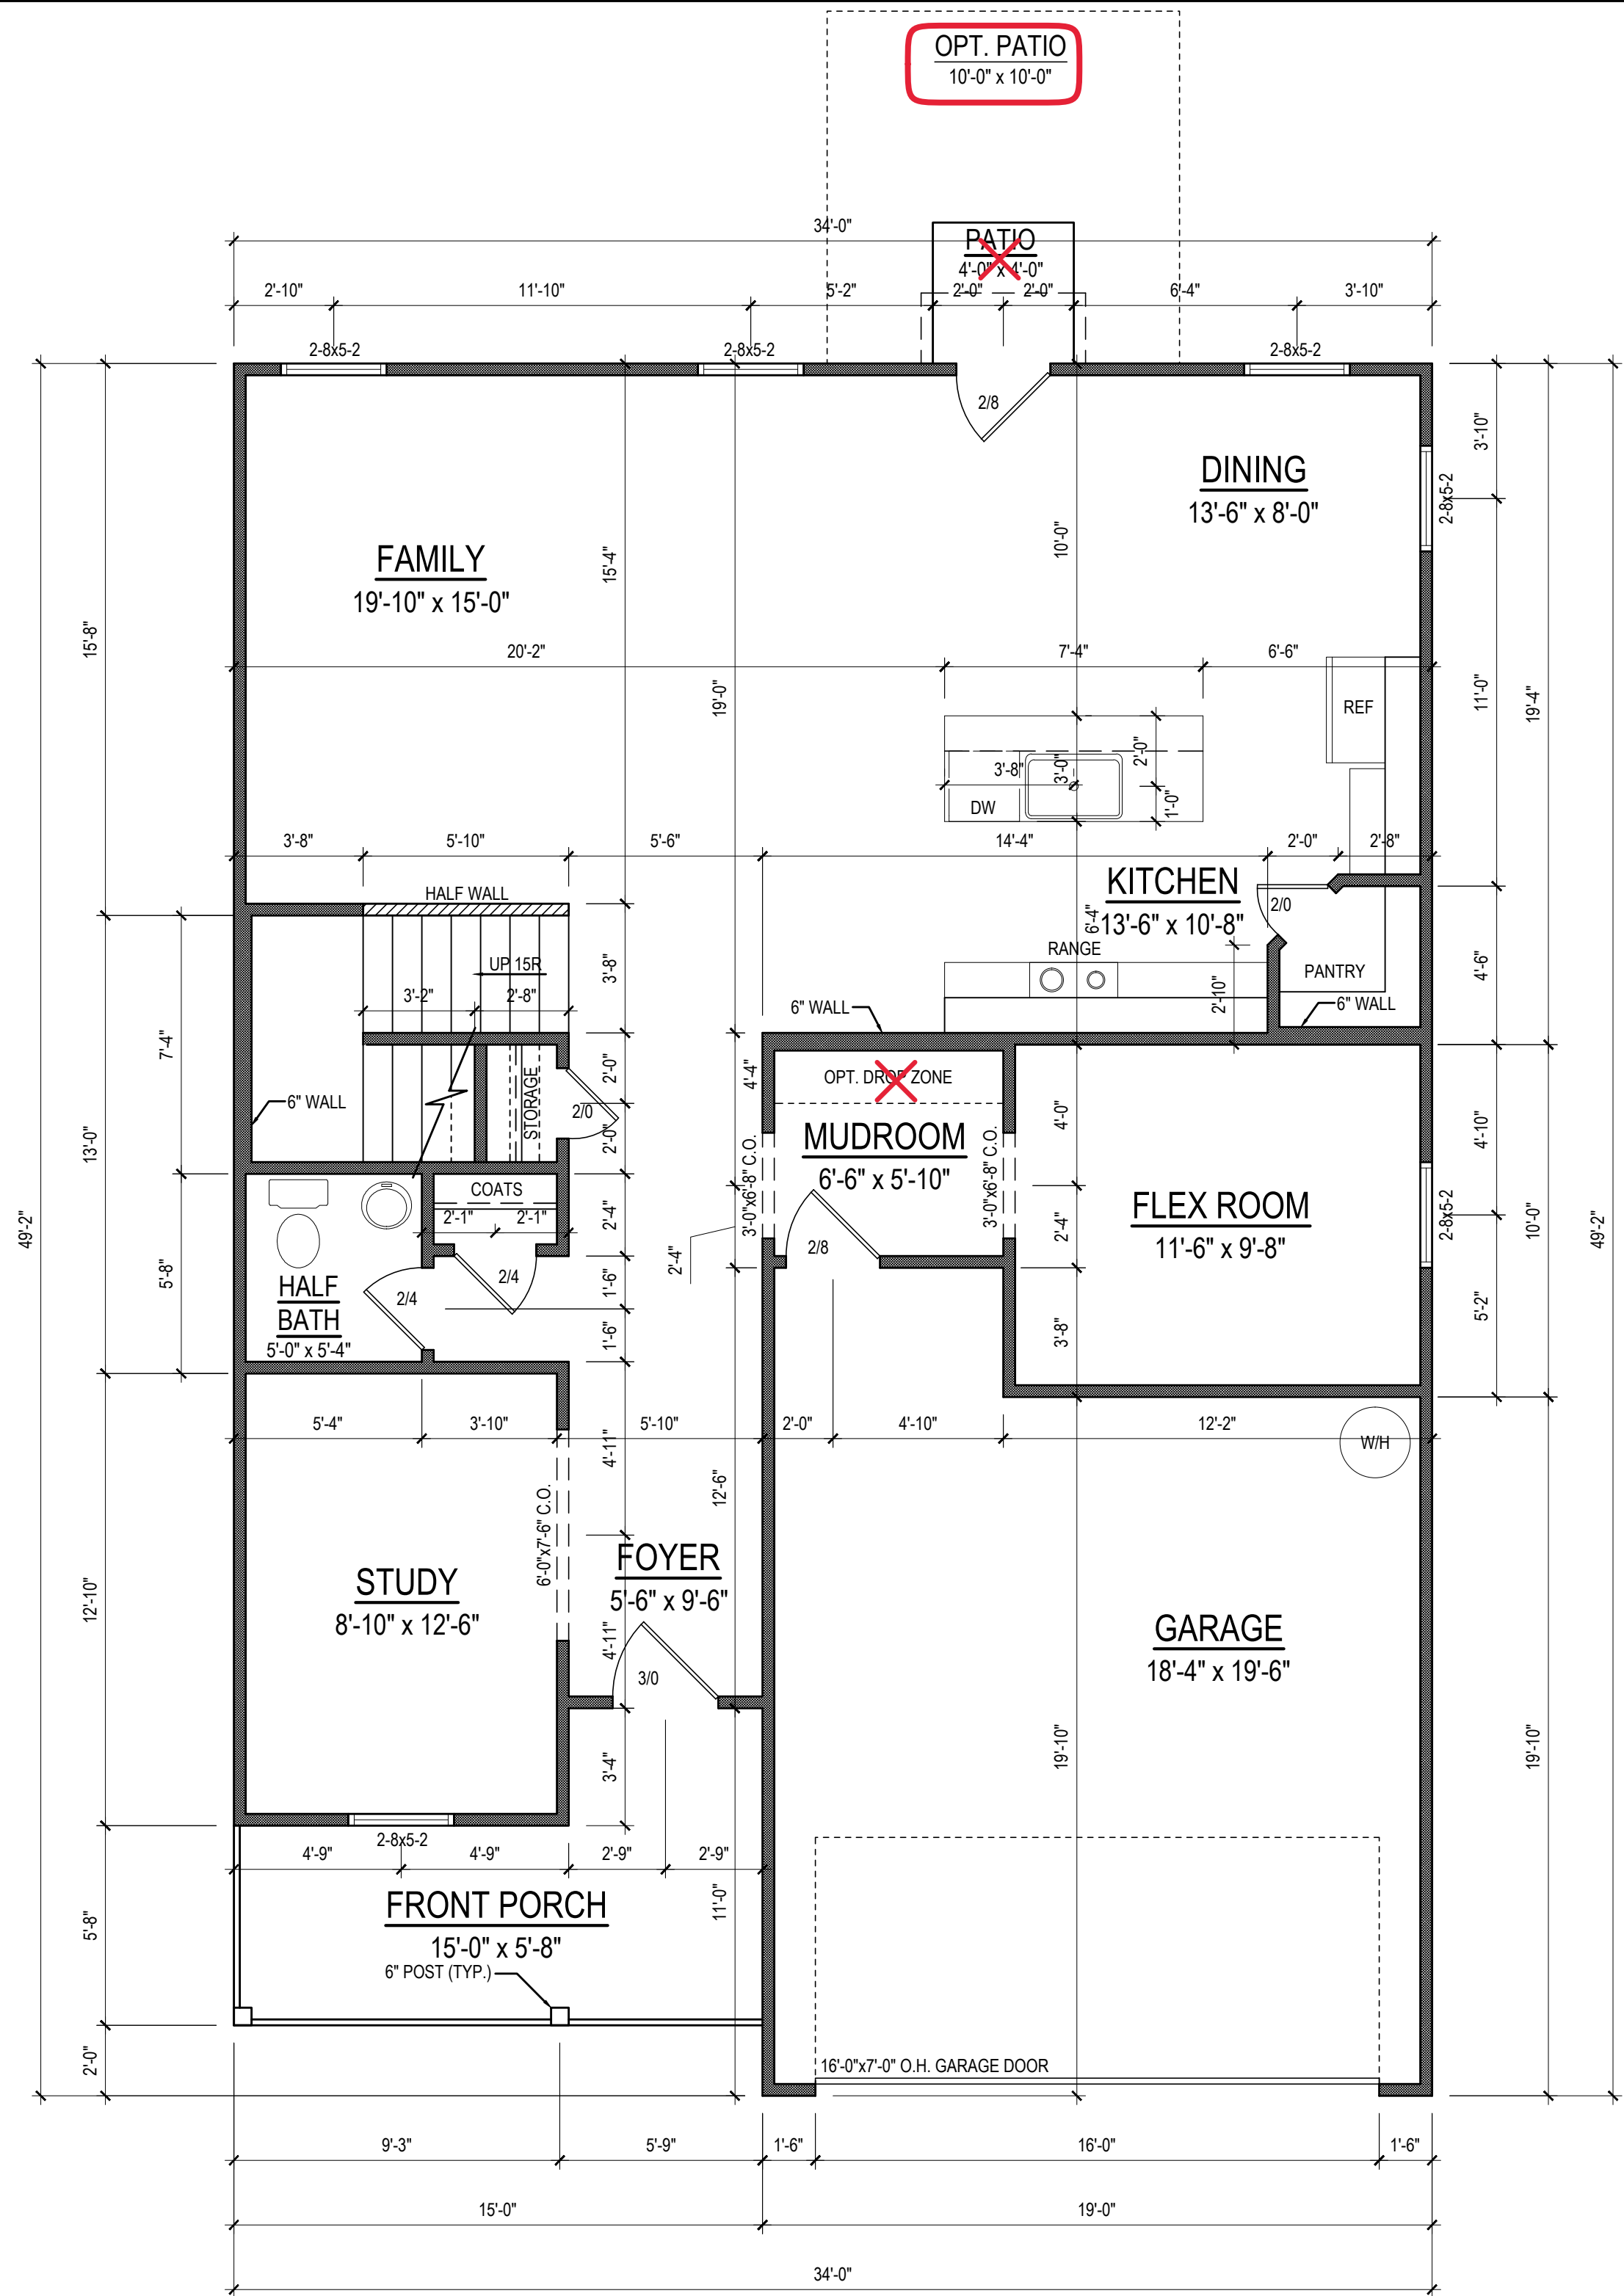 OPT. PATIO
10'-0" x 10'-0"
34'-0"
PATIO
4'-0" x 4'-0"
2'-10"
11'-10"
5'-2"
2'-0"
2'-0"
6'-4"
3'-10"
2-8x5-2
2-8x5-2
2-8x5-2
2/8
DINING
13'-6" x 8'-0"
3'-10"
2-8x5-2
FAMILY
19'-10" x 15'-0"
15'-4"
10'-0"
15'-8"
20'-2"
7'-4"
6'-6"
19'-0"
11'-0"
19'-4"
REF
2'-0"
3'-8"
3'-0"
1'-0"
DW
3'-8"
5'-10"
5'-6"
14'-4"
2'-0"
2'-8"
HALF WALL
KITCHEN
13'-6" x 10'-8"
6'-4"
2/0
RANGE
UP 15R
3'-8"
3'-2"
2'-8"
PANTRY
4'-6"
2'-10"
6" WALL
6" WALL
7'-4"
2'-0"
4'-4"
OPT. DROP ZONE
6" WALL
STORAGE
2/0
2'-0"
4'-0"
4'-10"
13'-0"
MUDROOM
6'-6" x 5'-10"
3'-0"x6'-8" C.O.
3'-0"x6'-8" C.O.
COATS
2'-1"
2'-1"
2'-4"
FLEX ROOM
11'-6" x 9'-8"
2-8x5-2
10'-0"
49'-2"
49'-2"
2'-4"
2'-4"
2/8
5'-8"
HALF
BATH
5'-0" x 5'-4"
2/4
2/4
1'-6"
1'-6"
3'-8"
5'-2"
5'-4"
3'-10"
5'-10"
2'-0"
4'-10"
12'-2"
4'-11"
W/H
12'-6"
6'-0"x7'-6" C.O.
FOYER
5'-6" x 9'-6"
STUDY
8'-10" x 12'-6"
12'-10"
4'-11"
3/0
GARAGE
18'-4" x 19'-6"
3'-4"
19'-10"
19'-10"
2-8x5-2
4'-9"
4'-9"
2'-9"
2'-9"
FRONT PORCH
15'-0" x 5'-8"
6" POST (TYP.)
11'-0"
5'-8"
2'-0"
16'-0"x7'-0" O.H. GARAGE DOOR
9'-3"
5'-9"
1'-6"
16'-0"
1'-6"
15'-0"
19'-0"
34'-0"